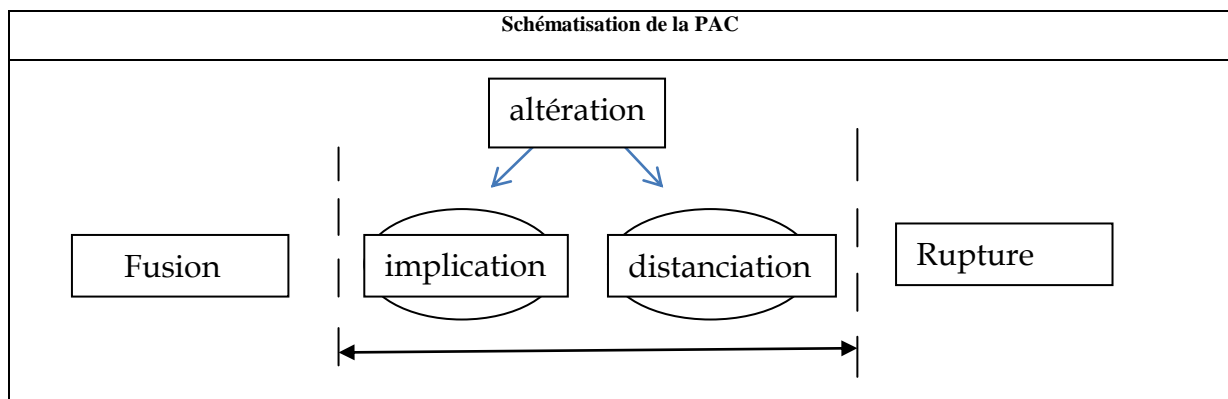 Schématisation de la PAC
altération
Fusion
implication
distanciation
Rupture